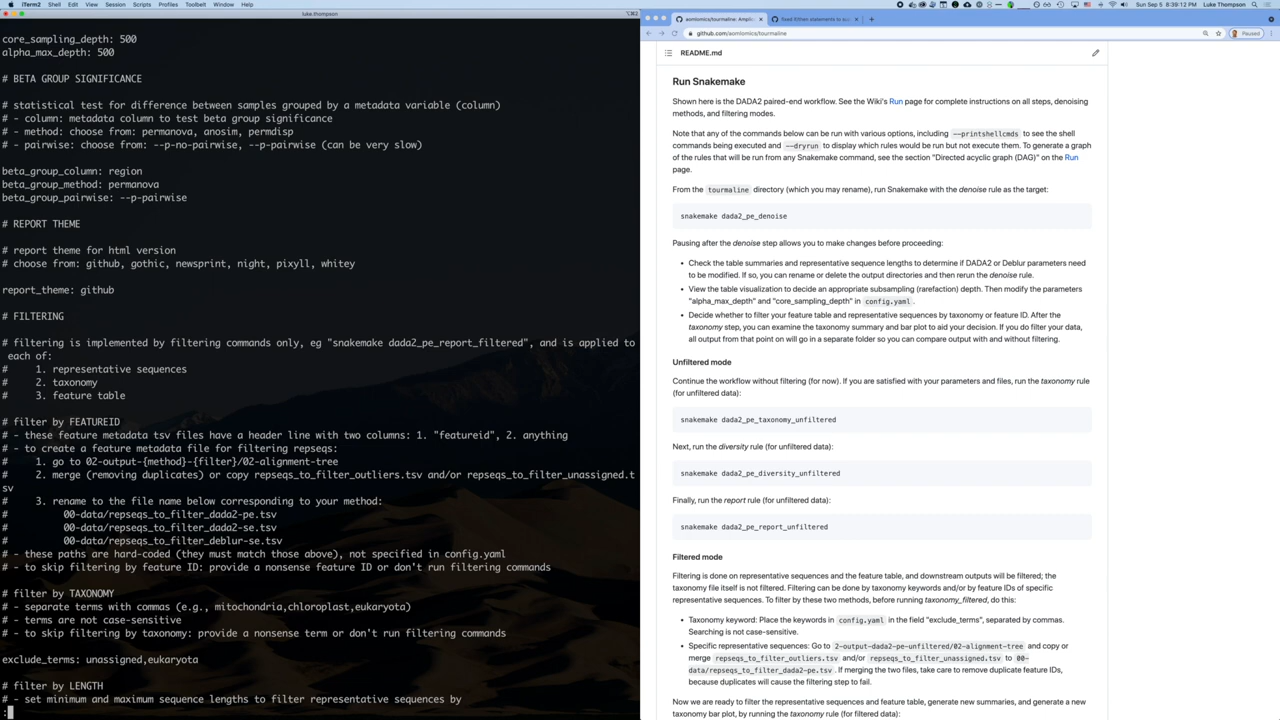 iTerm2 Shell Edit View Session Scripts Profiles Toolbelt Window Help
Sun Sep 5 8:39:12 PM Luke Thompson
luke.thompson
core_sampling_depth: 500
alpha_max_depth: 500
# BETA GROUP SIGNIFICANCE
# statistical test for difference between samples grouped by a metadata variable (column)
# - column: metadata column to test beta group significance
# - method: choose from: permanova, anosim, permdisp
# - pairwise: choose from: --p-no-pairwise, --p-pairwise (can be very slow)
beta_group_column: region
beta_group_method: permanova
beta_group_pairwise: --p-pairwise
# REPORT THEME
# report theme for html version
# choose from: github, gothic, newsprint, night, pixyll, whitey
report_theme: github
# FILTERING
# filtering is implemented by filtering commands only, eg "snakemake dada2_pe_report_filtered", and is applied to
 each of:
#     1. representative sequences
#     2. taxonomy
#     3. feature table
# filter by FEATUREID
# - these feature metadata tsv files have a header line with two columns: 1. "featureid", 2. anything
# - to create a feature metadata file for filtering repseqs:
#     1. go to 02-output-{method}-{filter}/02-alignment-tree
#     2. merge (removing duplicates) or copy repseqs_to_filter_outliers.tsv and/or repseqs_to_filter_unassigned.t
sv
#     3. rename to the file below corresponding to your method:
#          00-data/repseqs_to_filter_dada2-pe.tsv
#          00-data/repseqs_to_filter_dada2-se.tsv
#          00-data/repseqs_to_filter_deblur-se.tsv
# - these paths are hard-coded (they must match those above), not specified in config.yaml
# - to skip filtering by feature ID: provide a nonsense feature ID or don't run filtering commands
# filter by TAXONOMY
# - separate terms with commas (e.g., mitochondria,chloroplast,eukaryota)
# - terms are not case-sensitive
# - to skip filtering by taxonomy: provide a nonsense term or don't run filtering commands
exclude_terms: unassigned,eukaryota
# filter by LENGTH
# - set minimum and maximum sequence lengths to filter representative sequences by
:
aomlomics/tourmaline: Amplic
fixed if/then statements to su
github.com/aomlomics/tourmaline
Paused
README.md
Run Snakemake
Shown here is the DADA2 paired-end workflow. See the Wiki's Run page for complete instructions on all steps, denoising
methods, and filtering modes.
Note that any of the commands below can be run with various options, including --printshellcmds to see the shell
commands being executed and --dryrun to display which rules would be run but not execute them. To generate a graph
of the rules that will be run from any Snakemake command, see the section "Directed acyclic graph (DAG)" on the Run
page.
From the tourmaline directory (which you may rename), run Snakemake with the denoise rule as the target:
snakemake dada2_pe_denoise
Pausing after the denoise step allows you to make changes before proceeding:
• Check the table summaries and representative sequence lengths to determine if DADA2 or Deblur parameters need
to be modified. If so, you can rename or delete the output directories and then rerun the denoise rule.
• View the table visualization to decide an appropriate subsampling (rarefaction) depth. Then modify the parameters
"alpha_max_depth" and "core_sampling_depth" in config.yaml .
• Decide whether to filter your feature table and representative sequences by taxonomy or feature ID. After the
taxonomy step, you can examine the taxonomy summary and bar plot to aid your decision. If you do filter your data,
all output from that point on will go in a separate folder so you can compare output with and without filtering.
Unfiltered mode
Continue the workflow without filtering (for now). If you are satisfied with your parameters and files, run the taxonomy rule
(for unfiltered data):
snakemake dada2_pe_taxonomy_unfiltered
Next, run the diversity rule (for unfiltered data):
snakemake dada2_pe_diversity_unfiltered
Finally, run the report rule (for unfiltered data):
snakemake dada2_pe_report_unfiltered
Filtered mode
Filtering is done on representative sequences and the feature table, and downstream outputs will be filtered; the
taxonomy file itself is not filtered. Filtering can be done by taxonomy keywords and/or by feature IDs of specific
representative sequences. To filter by these two methods, before running taxonomy_filtered, do this:
• Taxonomy keyword: Place the keywords in config.yaml in the field "exclude_terms", separated by commas.
Searching is not case-sensitive.
• Specific representative sequences: Go to 2-output-dada2-pe-unfiltered/02-alignment-tree and copy or
merge repseqs_to_filter_outliers.tsv and/or repseqs_to_filter_unassigned.tsv to 00-
data/repseqs_to_filter_dada2-pe.tsv. If merging the two files, take care to remove duplicate feature IDs,
because duplicates will cause the filtering step to fail.
Now we are ready to filter the representative sequences and feature table, generate new summaries, and generate a new
taxonomy bar plot, by running the taxonomy rule (for filtered data):